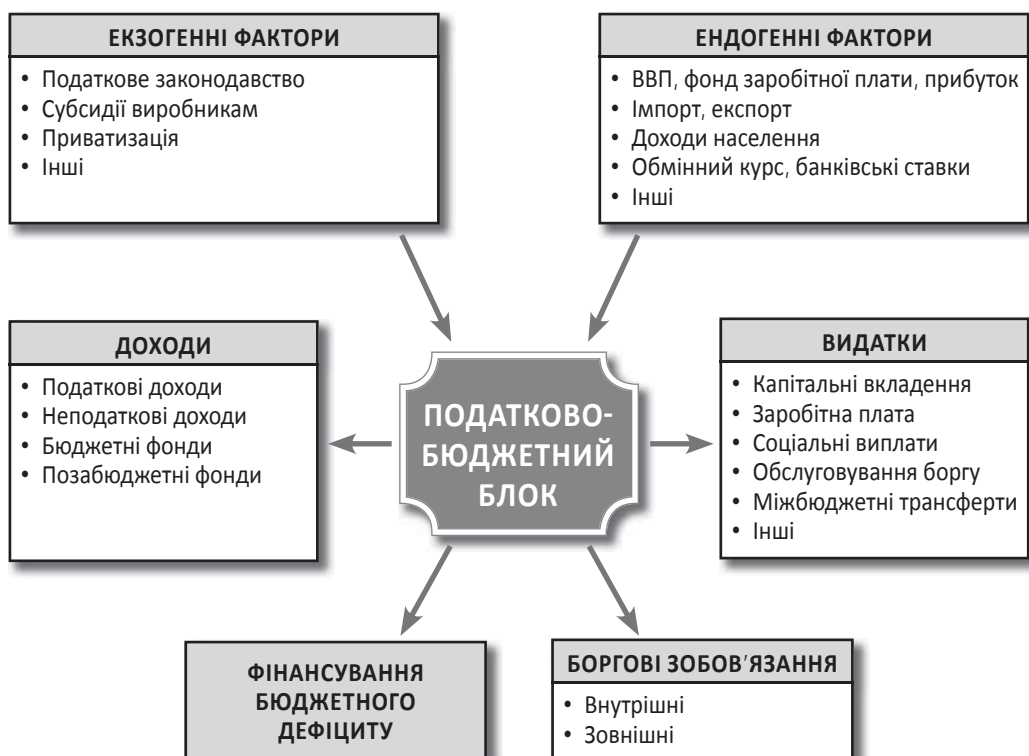 ЕКЗОГЕННІ ФАКТОРИ
• Податкове законодавство
• Субсидії виробникам
• Приватизація
• Інші
ЕНДОГЕННІ ФАКТОРИ
• ВВП, фонд заробітної плати, прибуток
• Імпорт, експорт
• Доходи населення
• Обмінний курс, банківські ставки
• Інші
ДОХОДИ
• Податкові доходи
• Неподаткові доходи
• Бюджетні фонди
• Позабюджетні фонди
ПОДАТКОВО-
БЮДЖЕТНИЙ
БЛОК
ВИДАТКИ
• Капітальні вкладення
• Заробітна плата
• Соціальні виплати
• Обслуговування боргу
• Міжбюджетні трансферти
• Інші
ФІНАНСУВАННЯ
БЮДЖЕТНОГО
ДЕФІЦИТУ
БОРГОВІ ЗОБОВ'ЯЗАННЯ
• Внутрішні
• Зовнішні